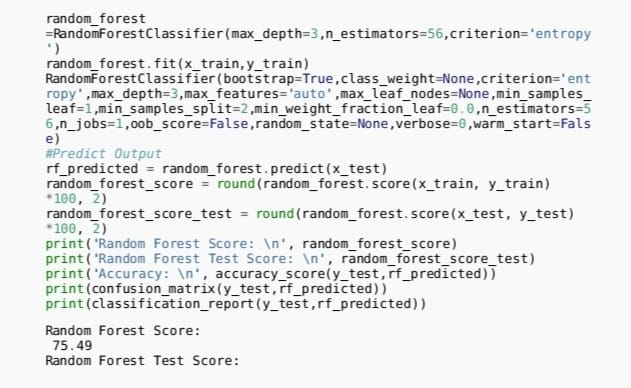 random_forest
=RandomForestClassifier(max_depth=3,n_estimators=56,criterion='entropy
')
random_forest.fit(x_train,y_train)
RandomForestClassifier(bootstrap=True,class_weight=None,criterion='ent
ropy',max_depth=3,max_features='auto',max_leaf_nodes=None,min_samples_
leaf=1,min_samples_split=2,min_weight_fraction_leaf=0.0,n_estimators=5
6,n_jobs=1,oob_score=False,random_state=None,verbose=0,warm_start=Fals
e)
#Predict Output
rf_predicted = random_forest.predict(x_test)
random_forest_score = round(random_forest.score(x_train, y_train)
*100, 2)
random_forest_score_test = round(random_forest.score(x_test, y_test)
*100, 2)
print('Random Forest Score: \n', random_forest_score)
print('Random Forest Test Score: \n', random_forest_score_test)
print('Accuracy: \n', accuracy_score(y_test,rf_predicted))
print(confusion_matrix(y_test,rf_predicted))
print(classification_report(y_test,rf_predicted))
Random Forest Score:
75.49
Random Forest Test Score: